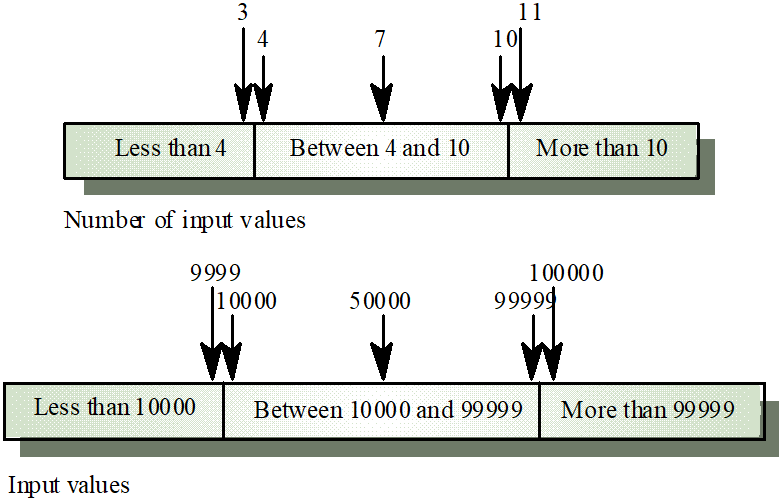 3
11
4
7
10
Less than 4
Between 4 and 10
More than 10
Number of input values
9999
100000
10000
50000
99999
Less than 10000
Between 10000 and 99999
More than 99999
Input values